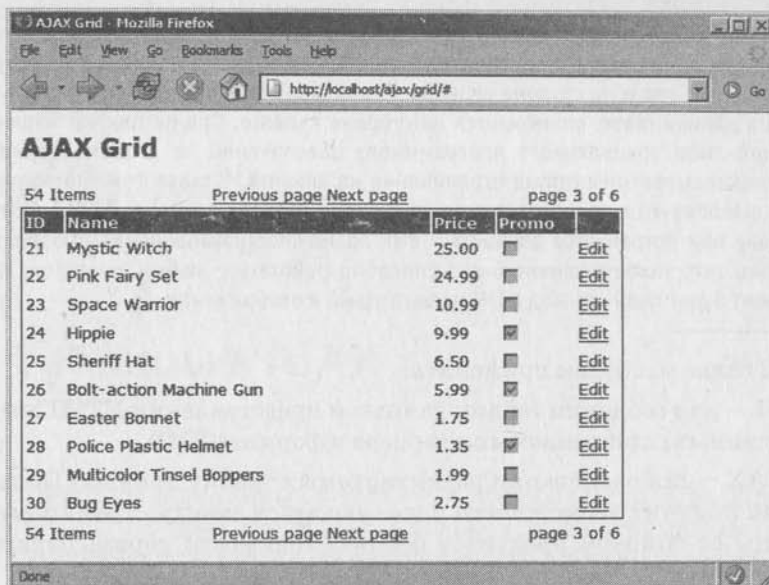 AJAX Grid - Mozilla Firefox
File Edit View Go Bookmarks Tools Help
http://localhost/ajax/grid/#
Go
AJAX Grid
54 Items Previous page Next page page 3 of 6
ID Name Price Promo
21 Mystic Witch 25.00 Edit
22 Pink Fairy Set 24.99 Edit
23 Space Warrior 10.99 Edit
24 Hippie 9.99 Edit
25 Sheriff Hatch 6.50 Edit
26 Bolt-action Machine Gun 5.99 Edit
27 Easter Bonnet 1.75 Edit
28 Police Plastic Helmet 1.35 Edit
29 Multicolor Tinsel Boppers 1.99 Edit
30 Bug Eyes 2.75 Edit
54 Items Previous page Next page page 3 of 6
Done